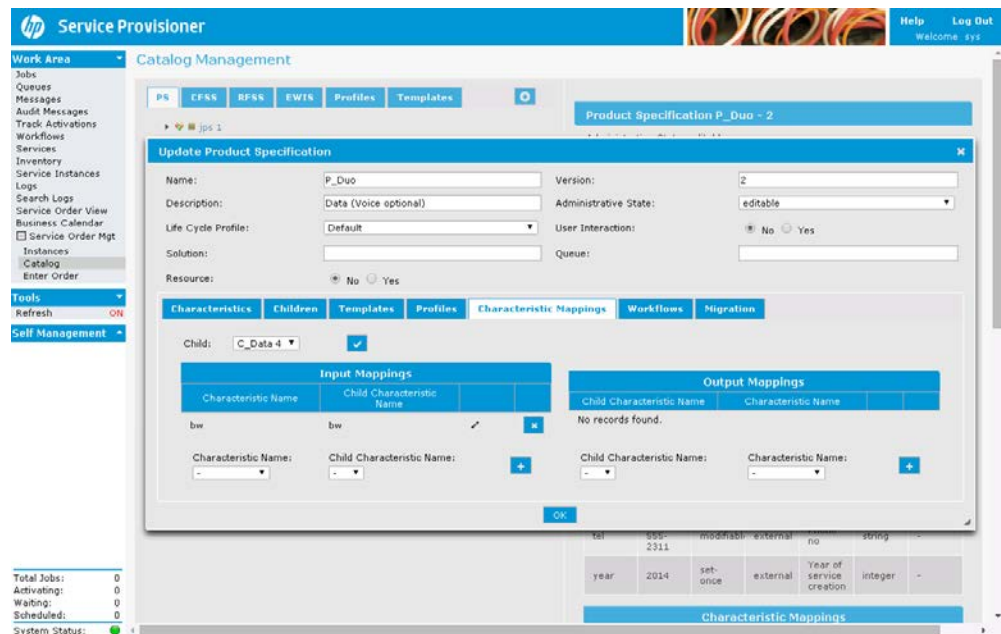 hp Service Provisioner
Help Log Out
Welcome sys
Work Area
Jobs
Queues
Messages
Audit Messages
Track Activations
Workflows
Services
Inventory
Service Instances
Logs
Search Logs
Service Order View
Business Calendar
Service Order Mgt
Instances
Catalog
Enter Order
Tools
Refresh ON
Self Management
Total Jobs: 0
Activating: 0
Waiting: 0
Scheduled: 0
System Status:
Catalog Management
PS CFSS RFSS EWIS Profiles Templates
jps 1
Product Specification P_Duo - 2
Update Product Specification
Name: P_Duo Version: 2
Description: Data (Voice optional) Administrative State: editable
Life Cycle Profile: Default User Interaction: No Yes
Solution: Queue:
Resource: No Yes
Characteristics Children Templates Profiles Characteristic Mappings Workflows Migration
Child: C_Data 4
Input Mappings
Characteristic Name Child Characteristic Name
bw bw
Characteristic Name: Child Characteristic Name:
- -
Output Mappings
Child Characteristic Name Characteristic Name
No records found.
Child Characteristic Name: Characteristic Name:
- -
OK
tel 555-2311 external no string -
year 2014 set-once external Year of service creation integer -
Characteristic Mappings